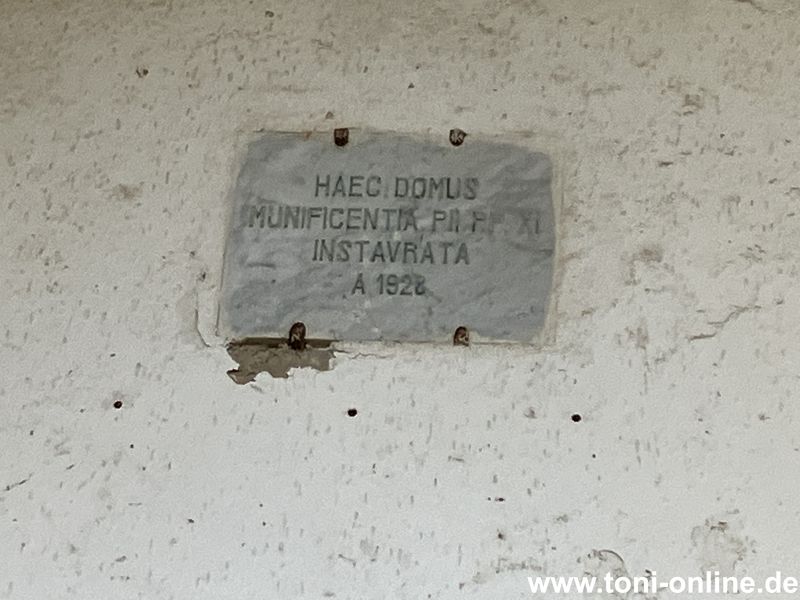 HAEC DOMUS
MUNIFICENTIA PII PP. XI
INSTAVRATA
A 1928
www.toni-online.de